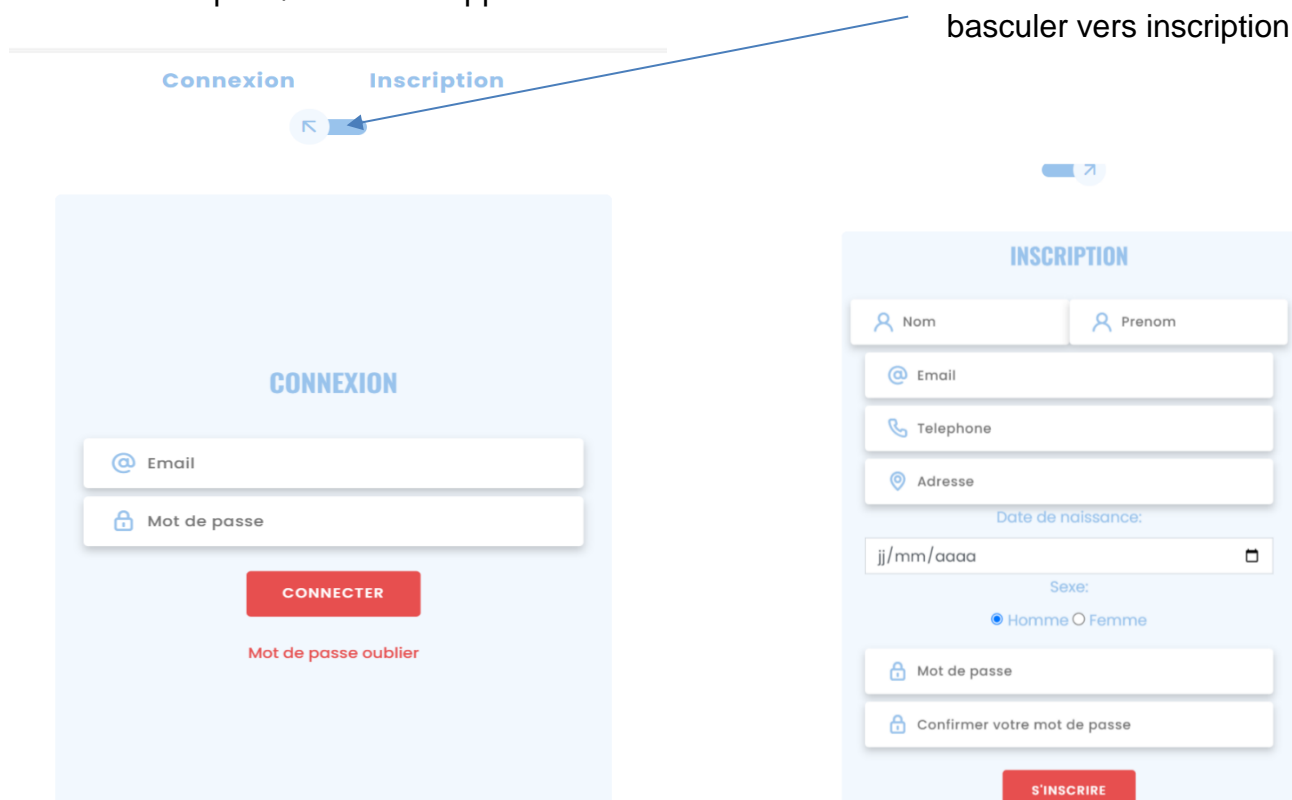 basculer vers inscription
Connexion Inscription
CONNEXION
Email
Mot de passe
CONNECTER
Mot de passe oublier
INSCRIPTION
Nom Prenom
Email
Telephone
Adresse
Date de naissance:
jj/mm/aaaa
Sexe:
Homme Femme
Mot de passe
Confirmer votre mot de passe
S'INSCRIRE